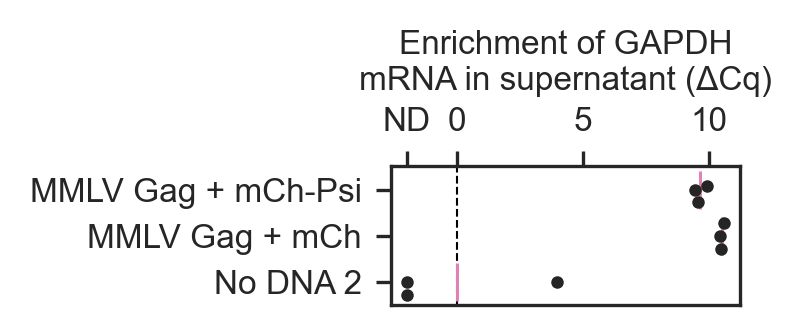 Enrichment of GAPDH
mRNA in supernatant (ΔCq)
ND 0 5 10
MMLV Gag + mCh-Psi
MMLV Gag + mCh
No DNA 2